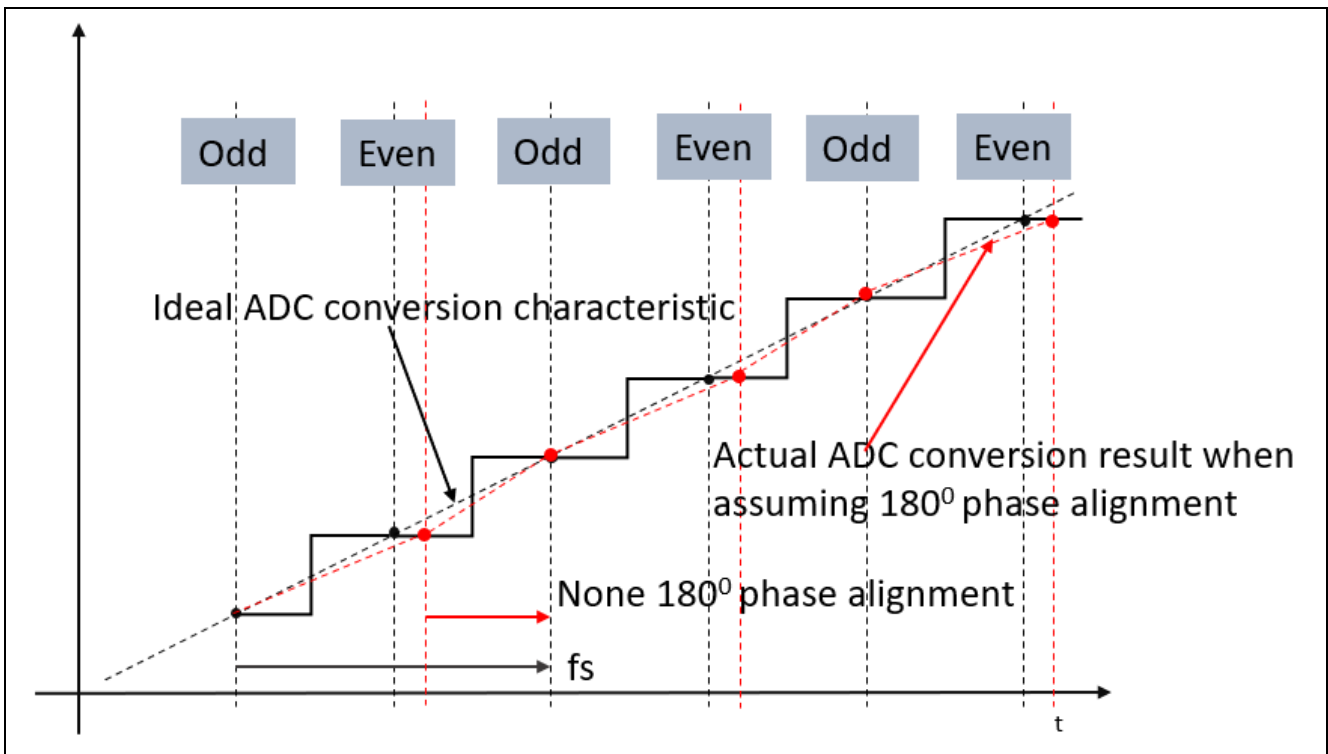 Odd
Even
Odd
Even
Odd
Even
Ideal ADC conversion characteristic
Actual ADC conversion result when
assuming 180⁰ phase alignment
None 180⁰ phase alignment
fs
t